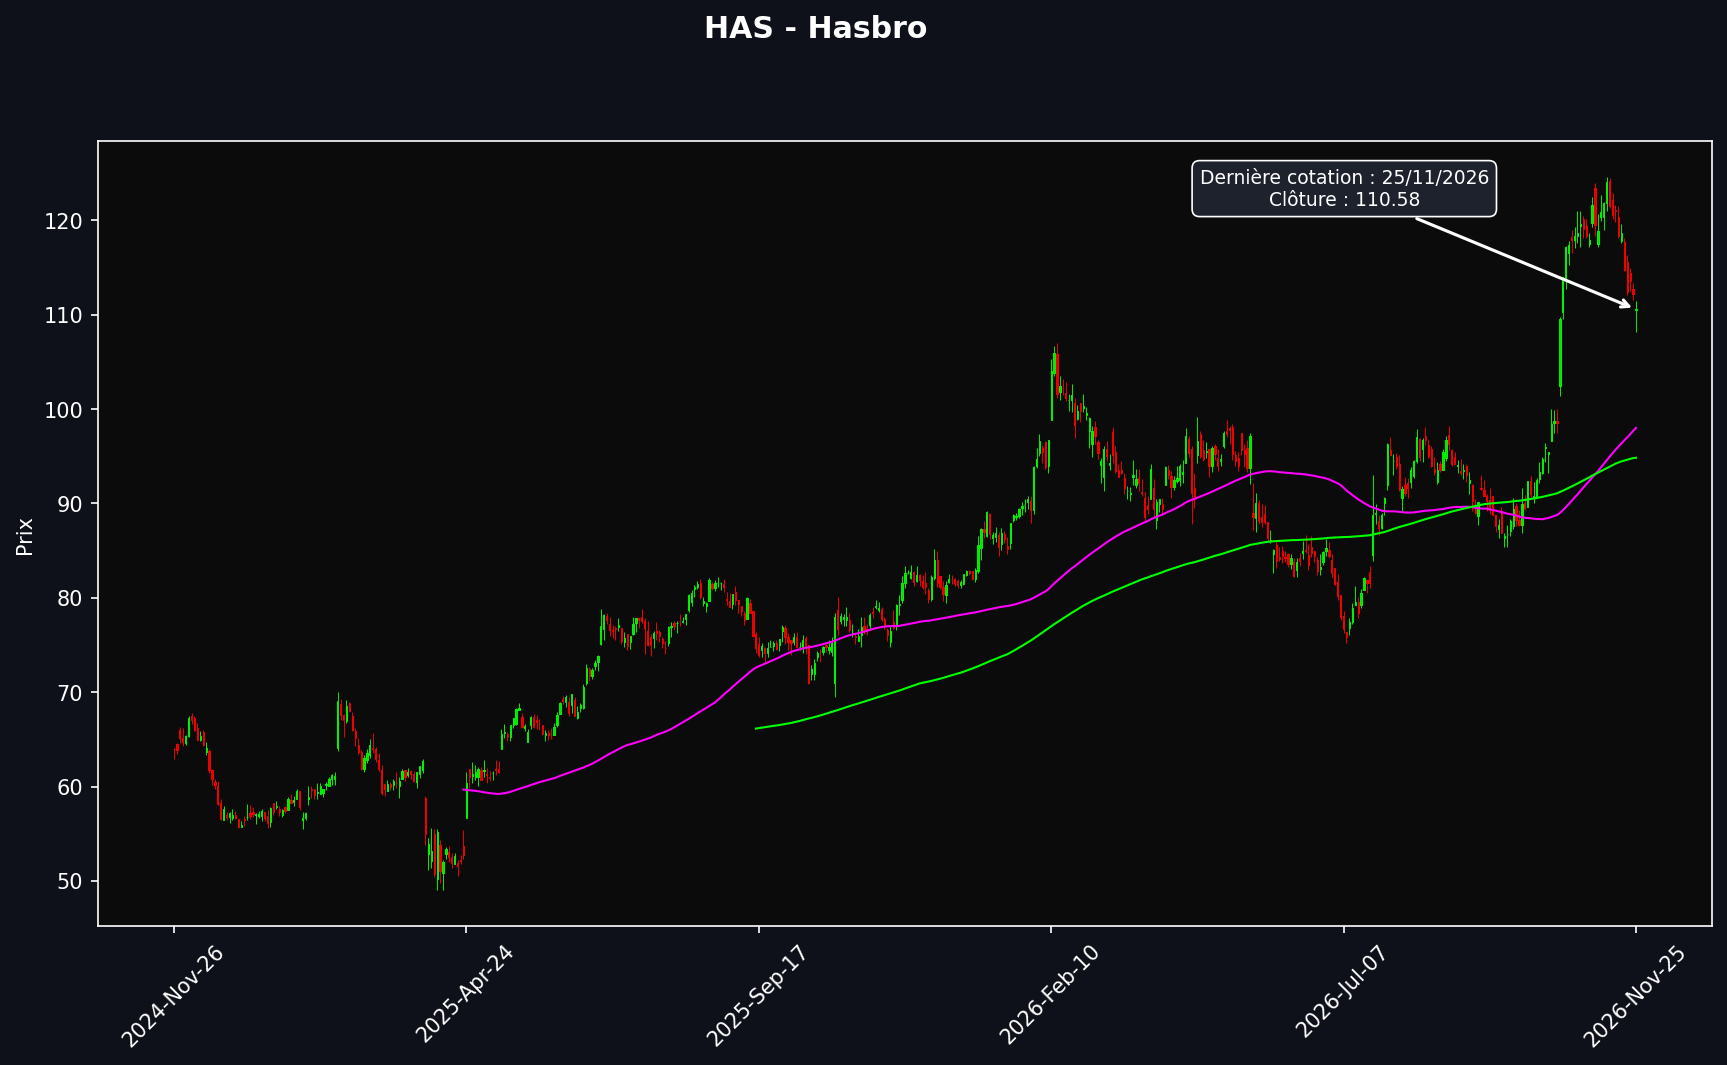 HAS - Hasbro
Dernière cotation : 25/11/2026
Clôture : 110.58
Prix
120
110
100
90
80
70
60
50
2024-Nov-26
2025-Apr-24
2025-Sep-17
2026-Feb-10
2026-Jul-07
2026-Nov-25